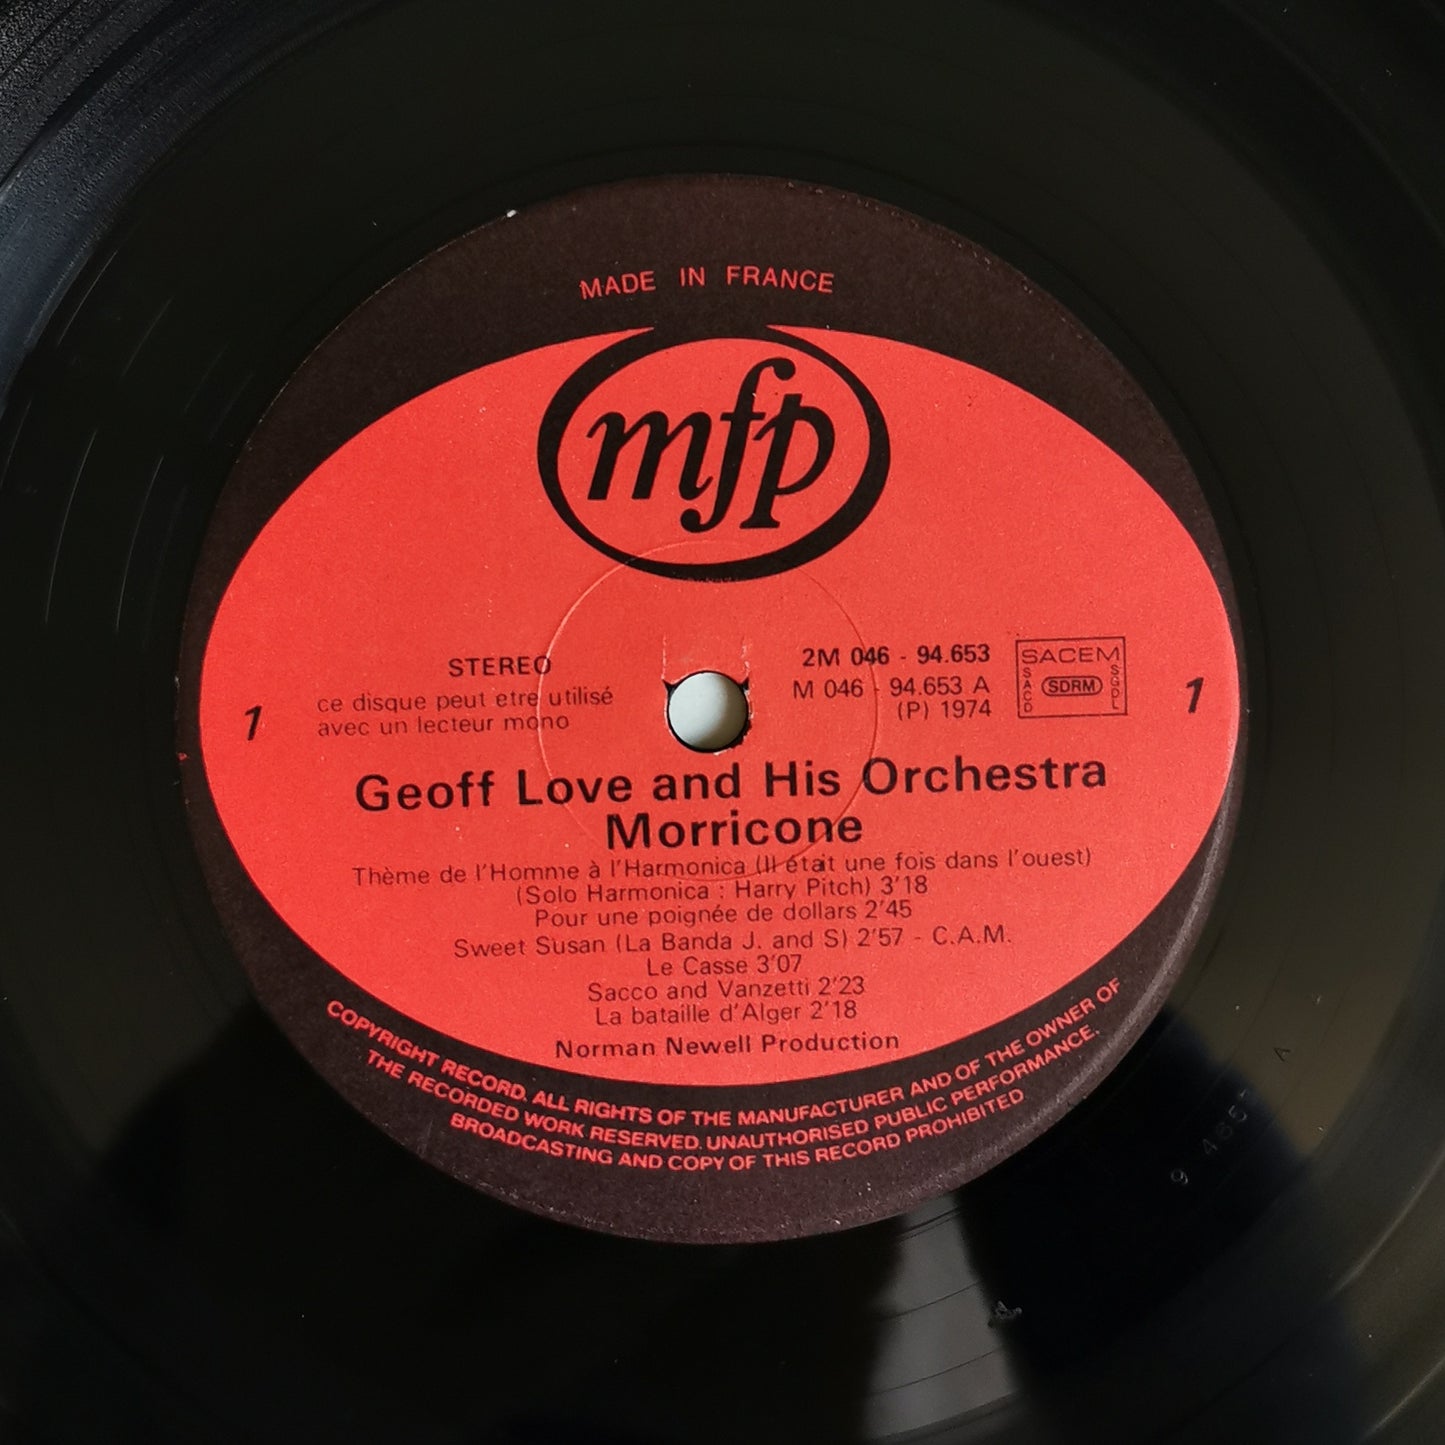 MADE IN FRANCE
mfp
STEREO
ce disque peut etre utilisé
avec un lecteur mono
1
2M 046 - 94.653
M 046 - 94.653 A
(P) 1974
SACEM
SACD
SDRM
SGDL
1
Geoff Love and His Orchestra
Morricone
Thème de l'Homme à l'Harmonica (Il était une fois dans l'ouest)
(Solo Harmonica : Harry Pitch) 3'18
Pour une poignée de dollars 2'45
Sweet Susan (La Banda J. and S) 2'57 - C.A.M.
Le Casse 3'07
Sacco and Vanzetti 2'23
La bataille d'Alger 2'18
Norman Newell Production
COPYRIGHT RECORD. ALL RIGHTS OF THE MANUFACTURER AND OF THE OWNER OF
THE RECORDED WORK RESERVED. UNAUTHORISED PUBLIC PERFORMANCE.
BROADCASTING AND COPY OF THIS RECORD PROHIBITED